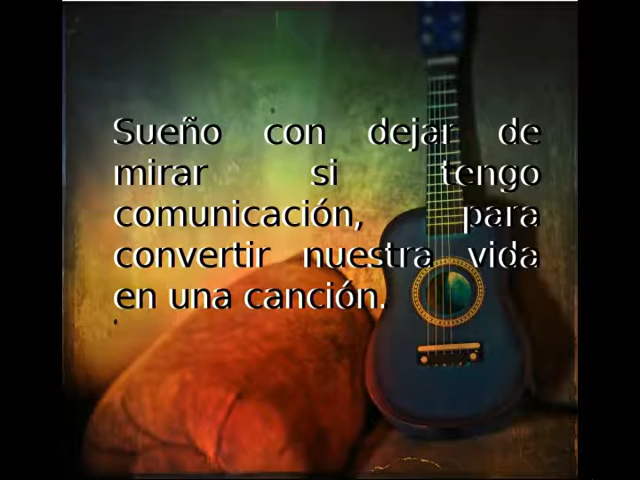 Sueño con dejar de
mirar si tengo
comunicación, para
convertir nuestra vida
en una canción.